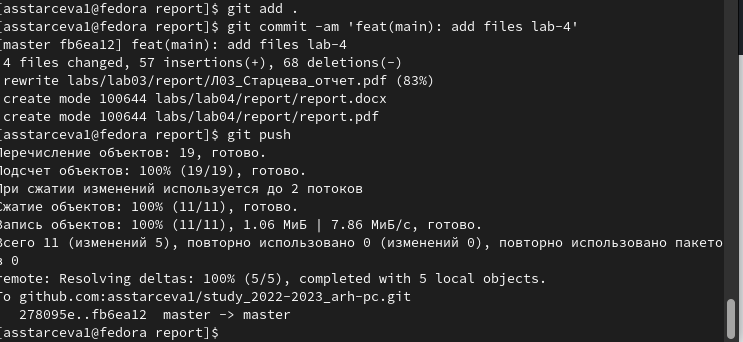 [asstarceva1@fedora report]$ git add .
[asstarceva1@fedora report]$ git commit -am 'feat(main): add files lab-4'
[master fb6ea12] feat(main): add files lab-4
4 files changed, 57 insertions(+), 68 deletions(-)
rewrite labs/lab03/report/Л03_Старцева_отчет.pdf (83%)
create mode 100644 labs/lab04/report/report.docx
create mode 100644 labs/lab04/report/report.pdf
[asstarceva1@fedora report]$ git push
Перечисление объектов: 19, готово.
Подсчет объектов: 100% (19/19), готово.
При сжатии изменений используется до 2 потоков
Сжатие объектов: 100% (11/11), готово.
Запись объектов: 100% (11/11), 1.06 МиБ | 7.86 МиБ/с, готово.
Всего 11 (изменений 5), повторно использовано 0 (изменений 0), повторно использовано пакето
в 0
remote: Resolving deltas: 100% (5/5), completed with 5 local objects.
To github.com:asstarceva1/study_2022-2023_arh-pc.git
278095e..fb6ea12  master -> master
[asstarceva1@fedora report]$